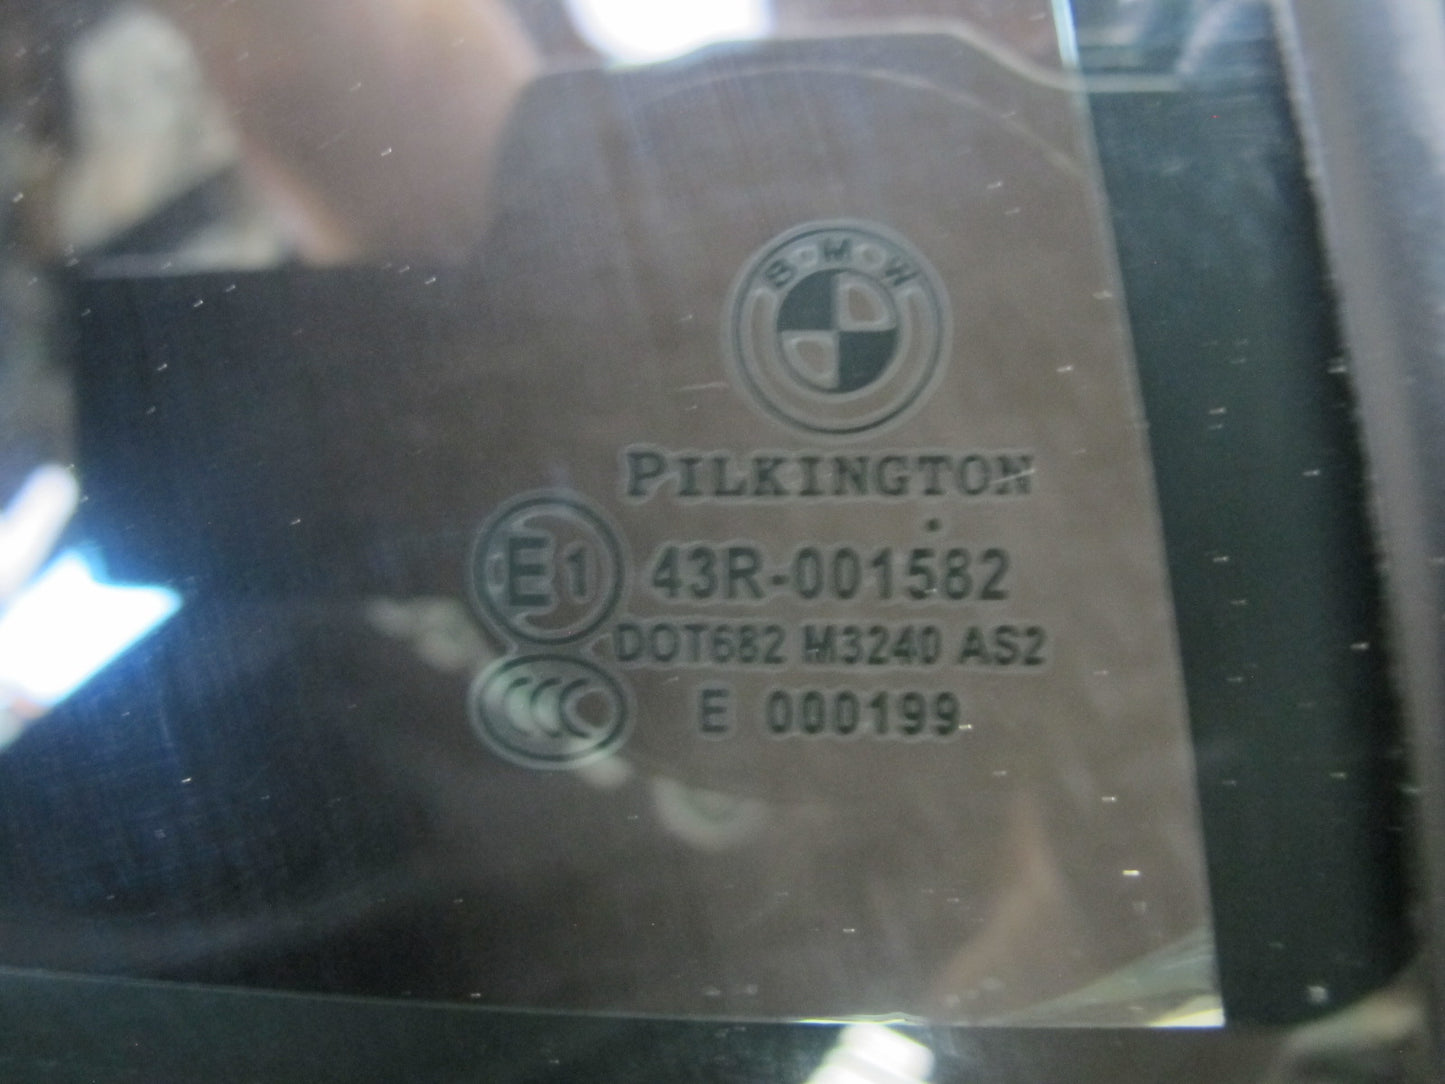 BMW
PILKINGTON
E1 43R-001582
DOT682 M3240 AS2
CCC E 000199